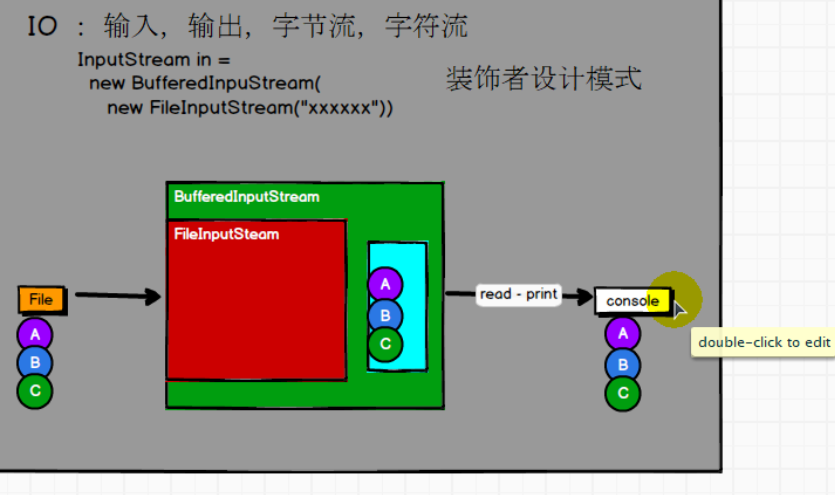 IO : 输入, 输出, 字节流, 字符流
InputStream in =
new BufferedInpuStream(
new FileInputStream("xxxxxx"))
装饰者设计模式
BufferedInputStream
FileInputSteam
File
A
B
C
A
B
C
read - print
console
A
B
C
double-click to edit